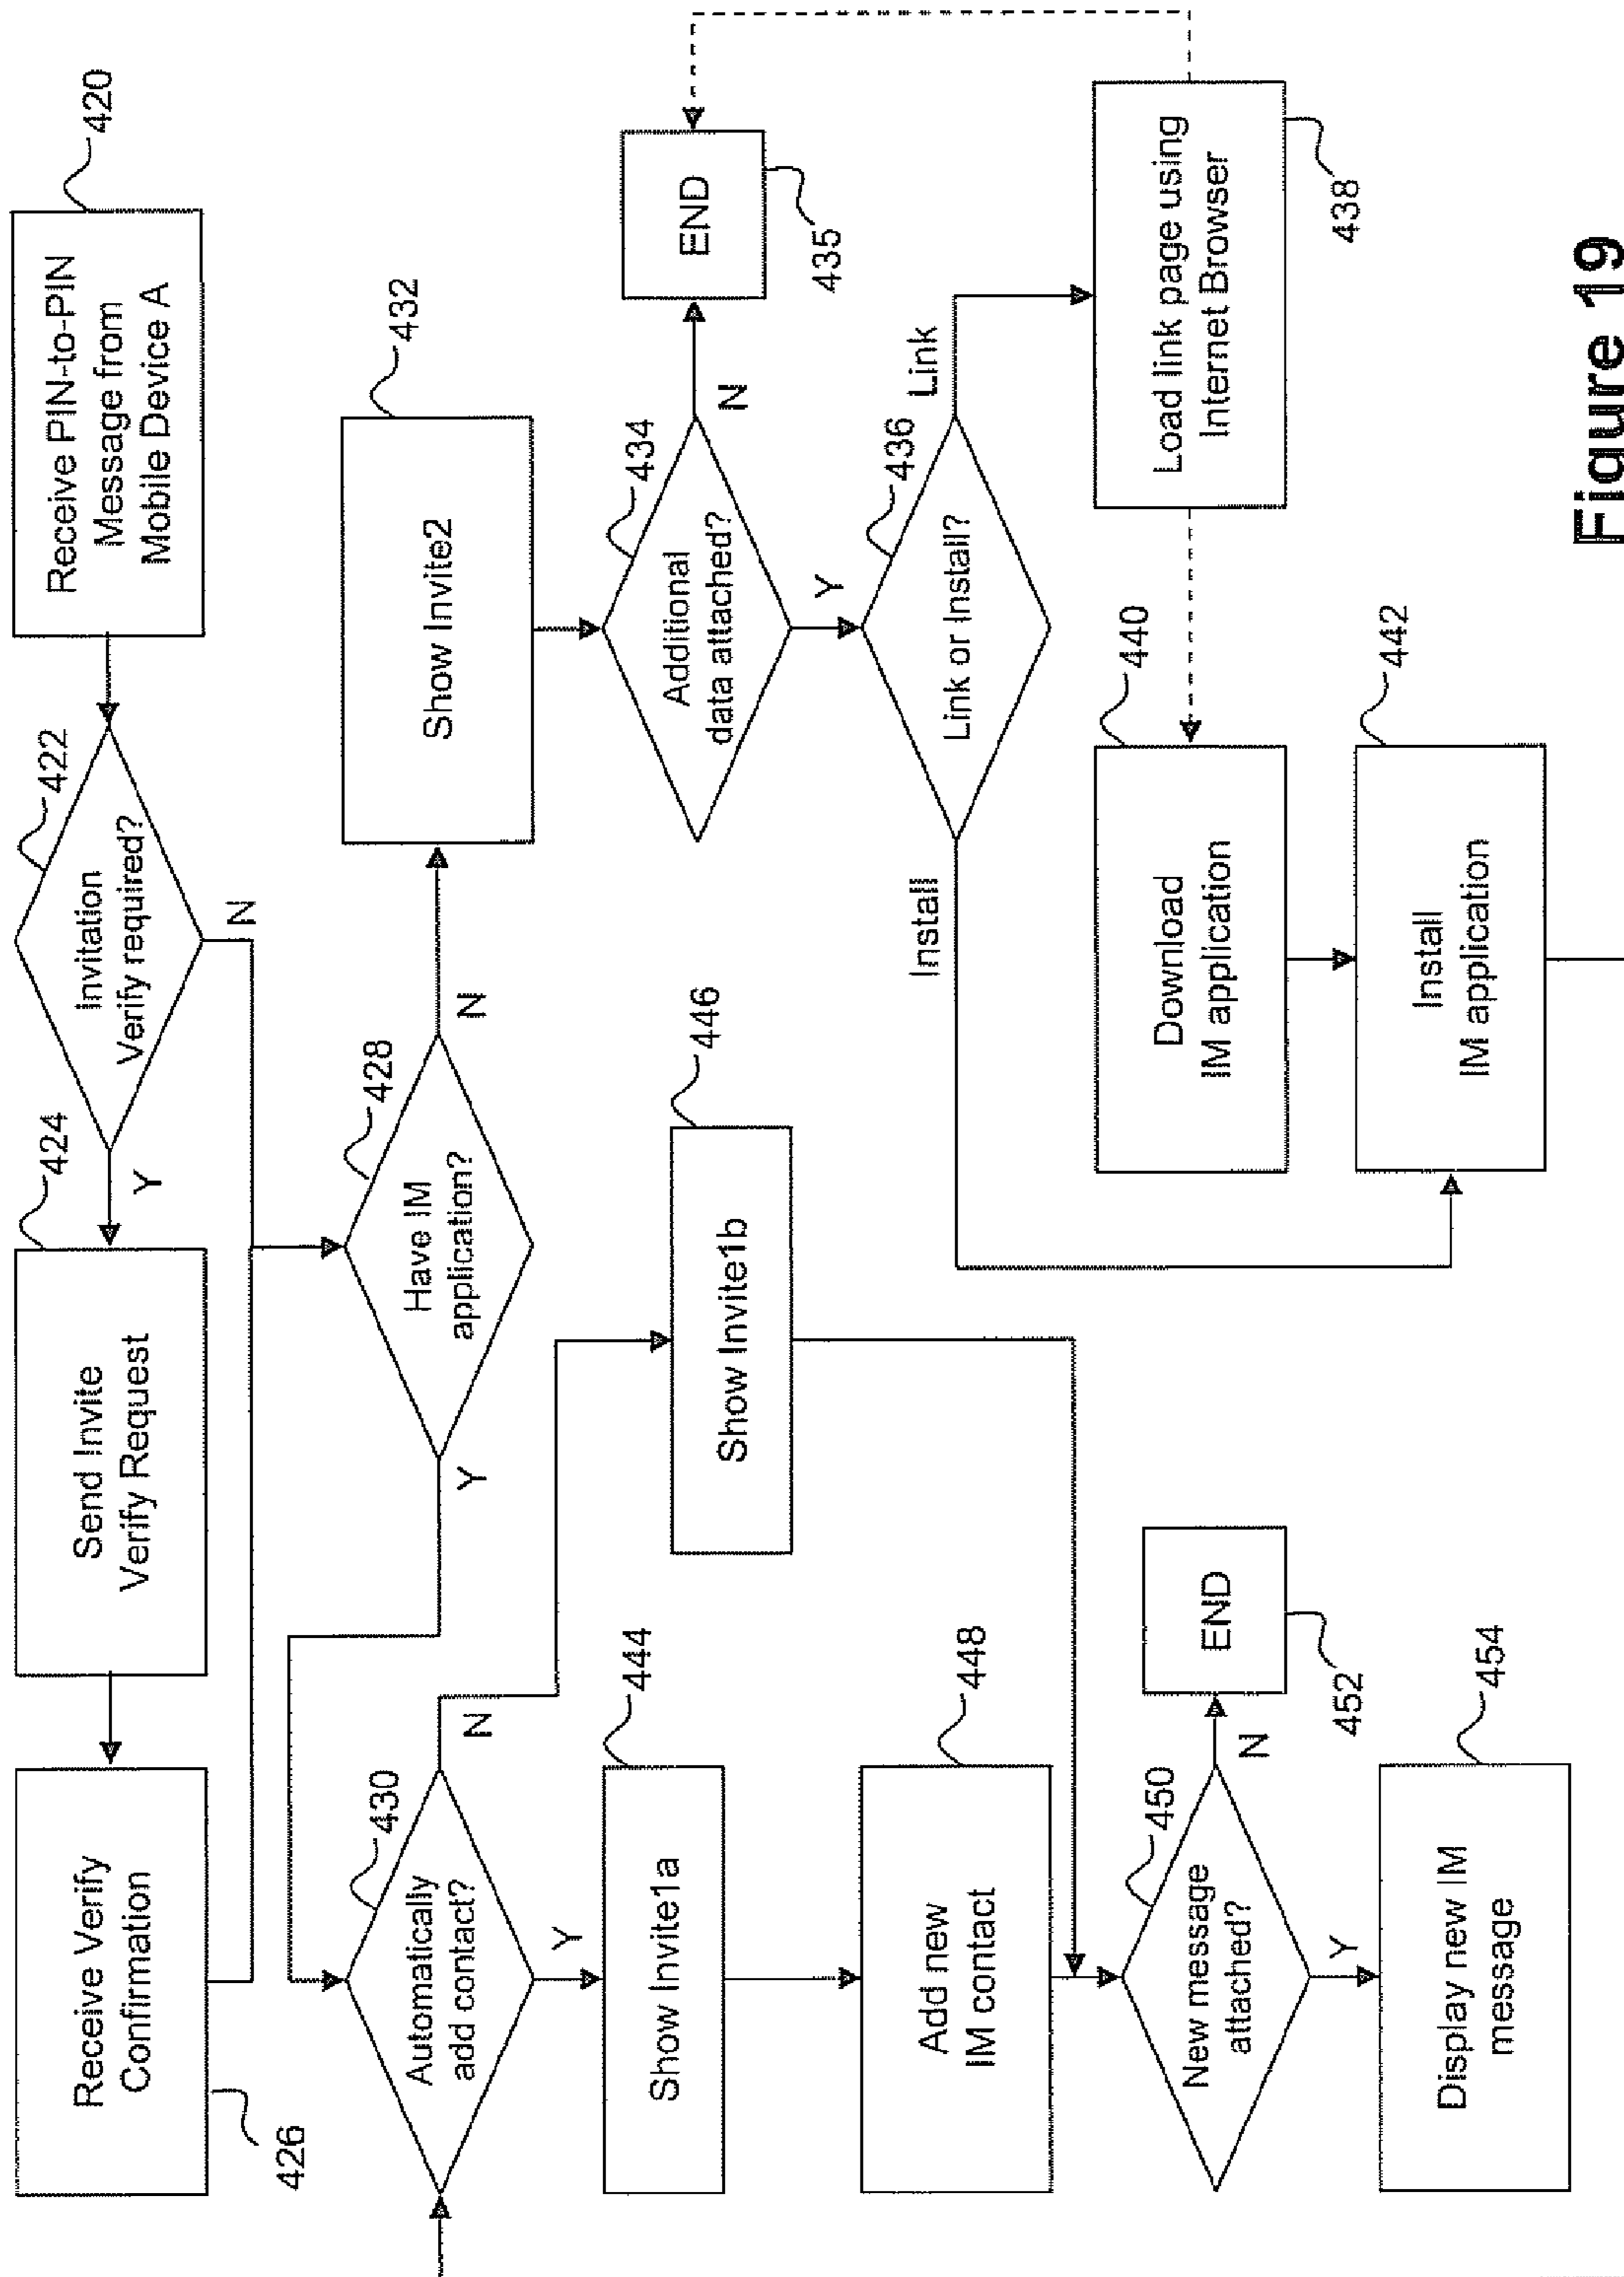 420
Receive PIN-to-PIN
Message from
Mobile Device A
422
Invitation
Verify required?
N
Y
424
Send Invite
Verify Request
Receive Verify
Confirmation
426
428
Have IM
application?
N
Y
432
Show Invite2
434
Additional
data attached?
N
Y
END
435
436
Link or Install?
Link
Install
Load link page using
Internet Browser
438
440
Download
IM application
442
Install
IM application
430
Automatically
add contact?
N
Y
446
Show Invite1b
444
Show Invite1a
448
Add new
IM contact
450
New message
attached?
N
Y
END
452
454
Display new IM
message
Figure 19